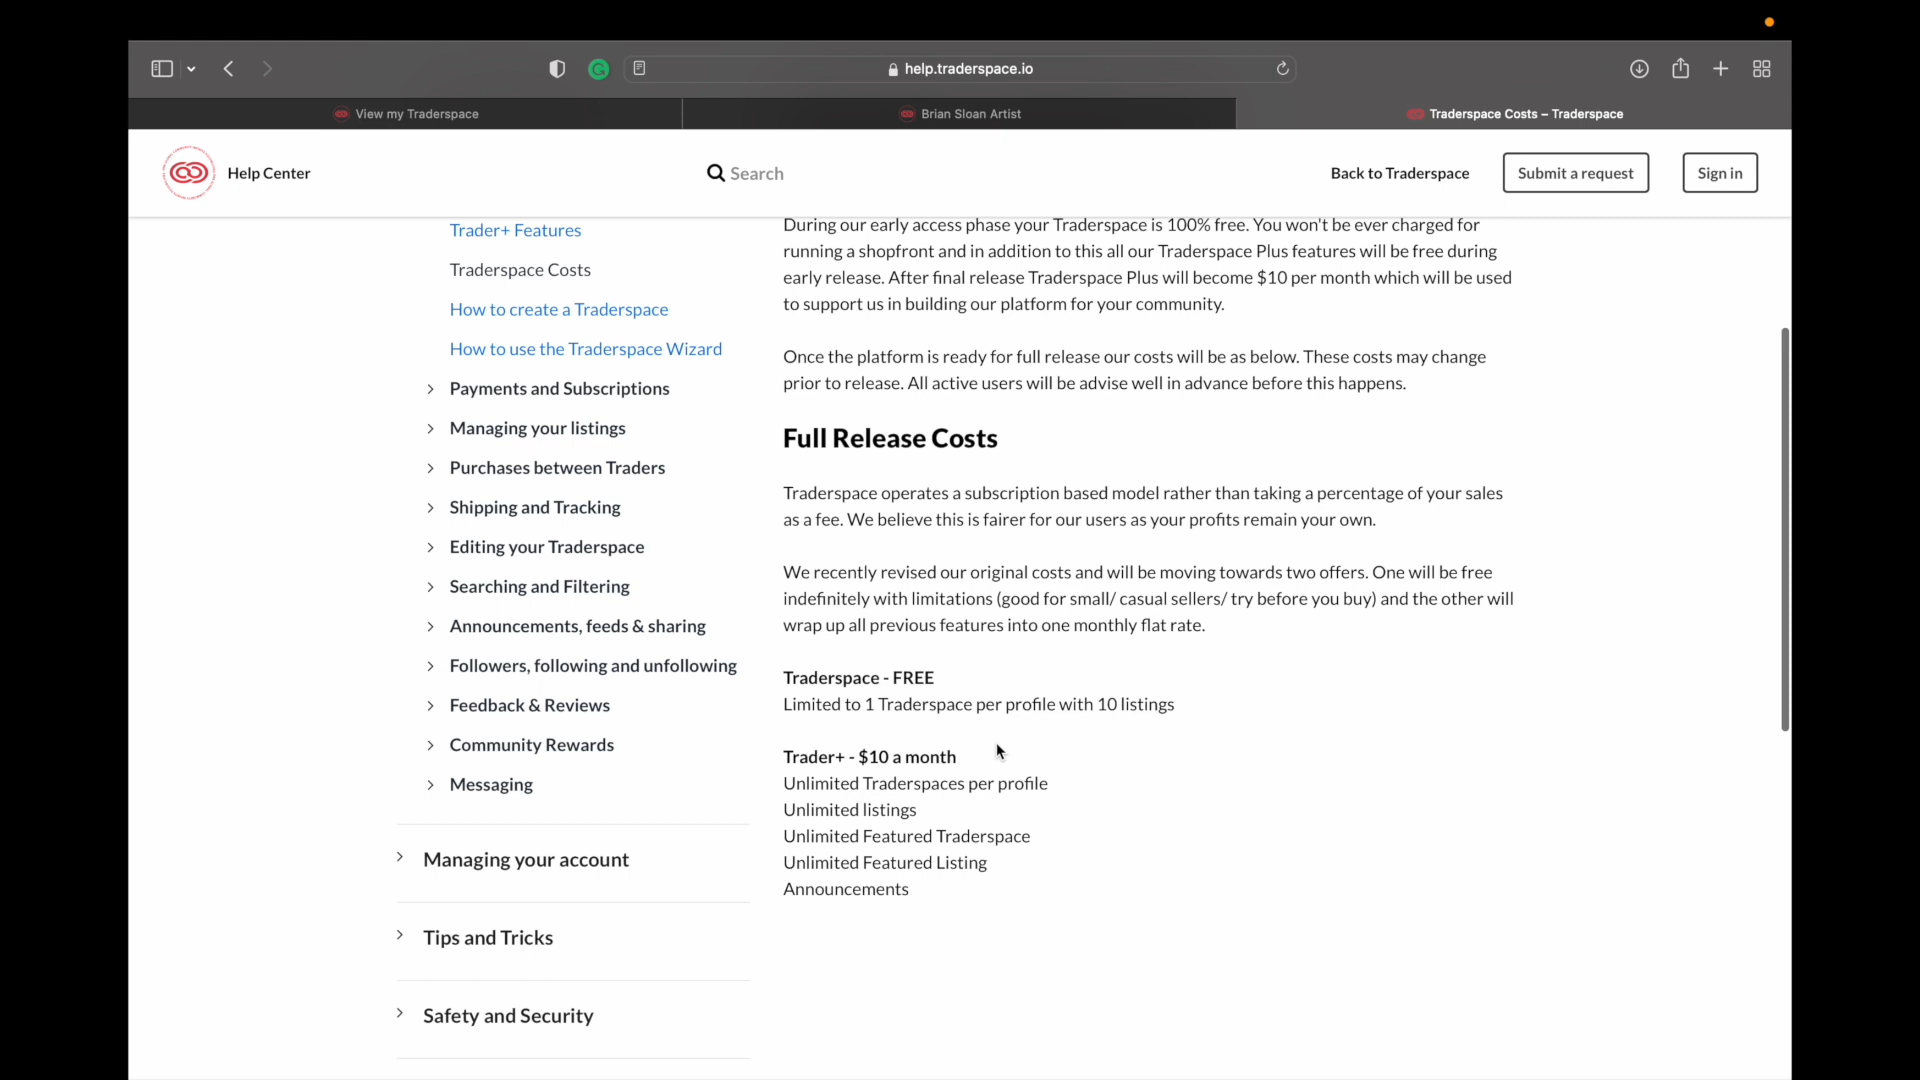 help.traderspace.io
View my Traderspace
Brian Sloan Artist
Traderspace Costs – Traderspace
Help Center
Search
Back to Traderspace
Submit a request
Sign in
Trader+ Features
Traderspace Costs
How to create a Traderspace
How to use the Traderspace Wizard
Payments and Subscriptions
Managing your listings
Purchases between Traders
Shipping and Tracking
Editing your Traderspace
Searching and Filtering
Announcements, feeds & sharing
Followers, following and unfollowing
Feedback & Reviews
Community Rewards
Messaging
Managing your account
Tips and Tricks
Safety and Security
During our early access phase your Traderspace is 100% free. You won't be ever charged for
running a shopfront and in addition to this all our Traderspace Plus features will be free during
early release. After final release Traderspace Plus will become $10 per month which will be used
to support us in building our platform for your community.
Once the platform is ready for full release our costs will be as below. These costs may change
prior to release. All active users will be advise well in advance before this happens.
Full Release Costs
Traderspace operates a subscription based model rather than taking a percentage of your sales
as a fee. We believe this is fairer for our users as your profits remain your own.
We recently revised our original costs and will be moving towards two offers. One will be free
indefinitely with limitations (good for small/ casual sellers/ try before you buy) and the other will
wrap up all previous features into one monthly flat rate.
Traderspace - FREE
Limited to 1 Traderspace per profile with 10 listings
Trader+ - $10 a month
Unlimited Traderspaces per profile
Unlimited listings
Unlimited Featured Traderspace
Unlimited Featured Listing
Announcements